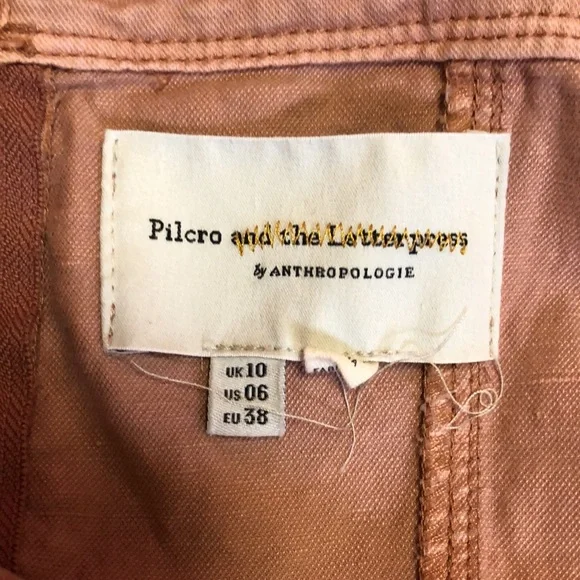 Pilcro and the Letterpress
by ANTHROPOLOGIE
UK 10
US 06
EU 38